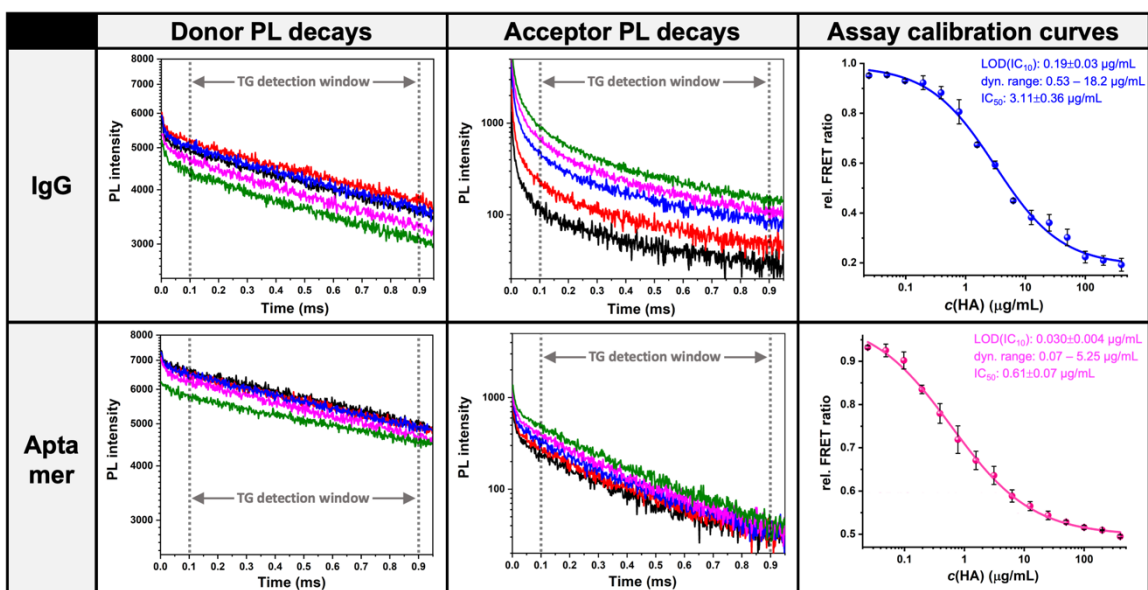 Donor PL decays
Acceptor PL decays
Assay calibration curves
IgG
PL intensity
8000
7000
6000
5000
4000
3000
TG detection window
0.0 0.1 0.2 0.3 0.4 0.5 0.6 0.7 0.8 0.9
Time (ms)
PL intensity
1000
100
TG detection window
0.0 0.1 0.2 0.3 0.4 0.5 0.6 0.7 0.8 0.9
Time (ms)
rel. FRET ratio
1.0
0.8
0.6
0.4
0.2
LOD(IC10): 0.19±0.03 µg/mL
dyn. range: 0.53 – 18.2 µg/mL
IC50: 3.11±0.36 µg/mL
0.1 1 10 100
c(HA) (µg/mL)
Apta
mer
PL intensity
8000
7000
6000
5000
4000
3000
TG detection window
0.0 0.1 0.2 0.3 0.4 0.5 0.6 0.7 0.8 0.9
Time (ms)
PL intensity
1000
100
TG detection window
0.0 0.1 0.2 0.3 0.4 0.5 0.6 0.7 0.8 0.9
Time (ms)
rel. FRET ratio
0.9
0.8
0.7
0.6
0.5
LOD(IC10): 0.030±0.004 µg/mL
dyn. range: 0.07 – 5.25 µg/mL
IC50: 0.61±0.07 µg/mL
0.1 1 10 100
c(HA) (µg/mL)